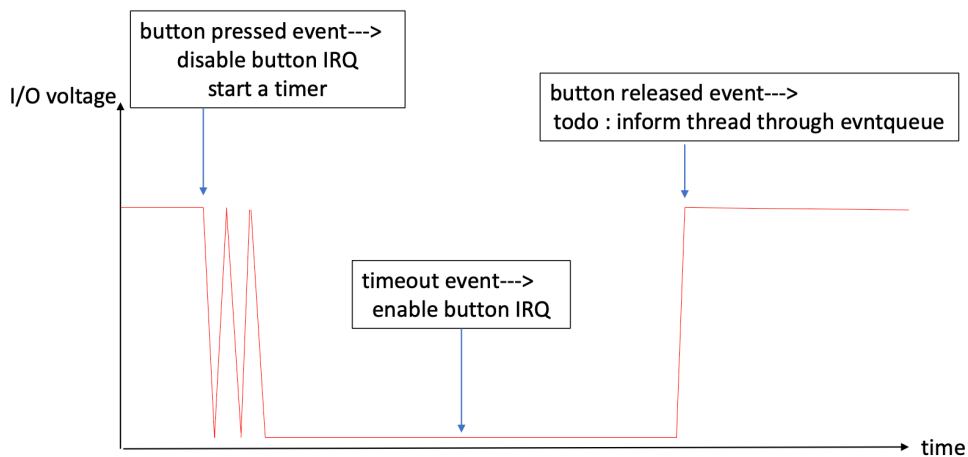 button pressed event--->
disable button IRQ
start a timer
I/O voltage
button released event--->
todo : inform thread through evntqueue
timeout event--->
enable button IRQ
time